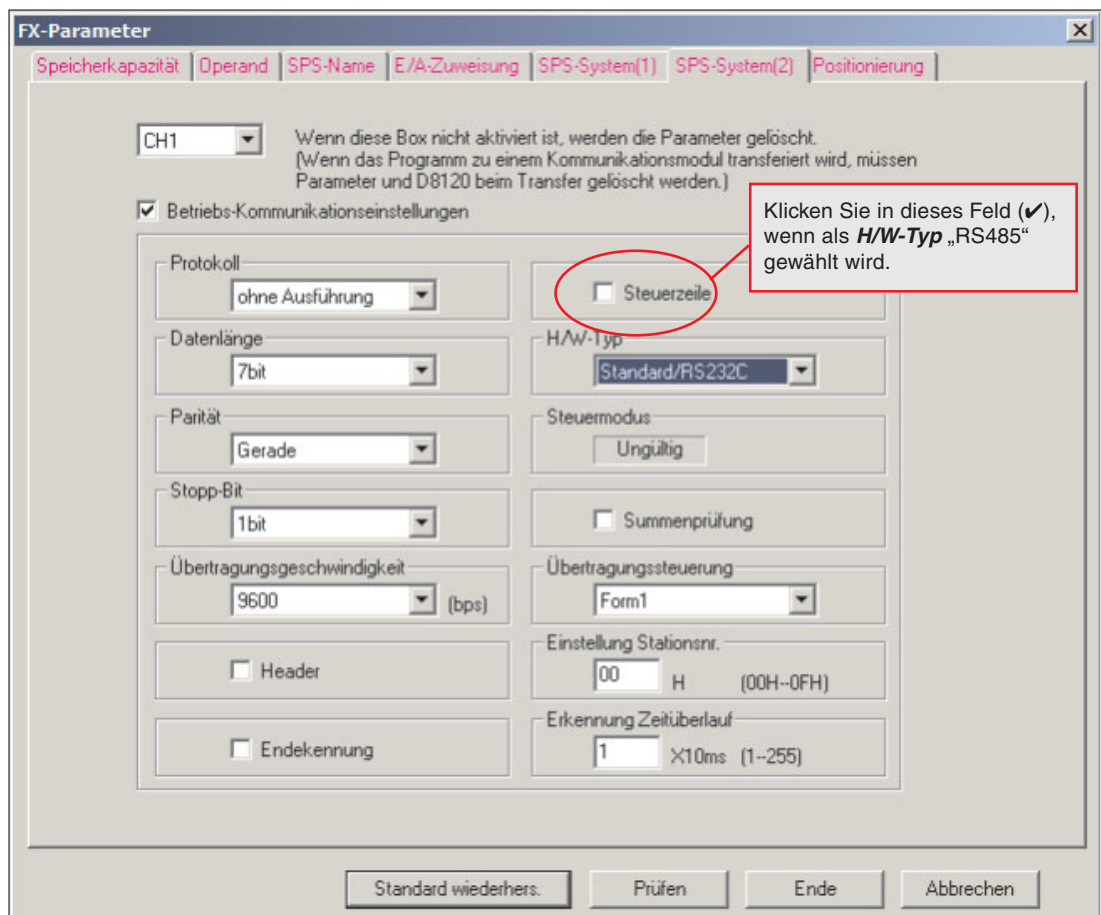 FX-Parameter
Speicherkapazität Operand SPS-Name E/A-Zuweisung SPS-System(1) SPS-System(2) Positionierung
CH1
Wenn diese Box nicht aktiviert ist, werden die Parameter gelöscht.
(Wenn das Programm zu einem Kommunikationsmodul transferiert wird, müssen
Parameter und D8120 beim Transfer gelöscht werden.)
Betriebs-Kommunikationseinstellungen
Klicken Sie in dieses Feld (✔),
wenn als H/W-Typ „RS485“
gewählt wird.
Protokoll
ohne Ausführung
Steuerzeile
Datenlänge
7bit
H/W-Typ
Standard/RS232C
Parität
Gerade
Steuermodus
Ungültig
Stopp-Bit
1bit
Summenprüfung
Übertragungsgeschwindigkeit
9600 (bps)
Übertragungssteuerung
Form1
Header
Einstellung Stationsnr.
00 H (00H--0FH)
Endekennung
Erkennung Zeitüberlauf
1 X10ms (1--255)
Standard wiederhers. Prüfen Ende Abbrechen